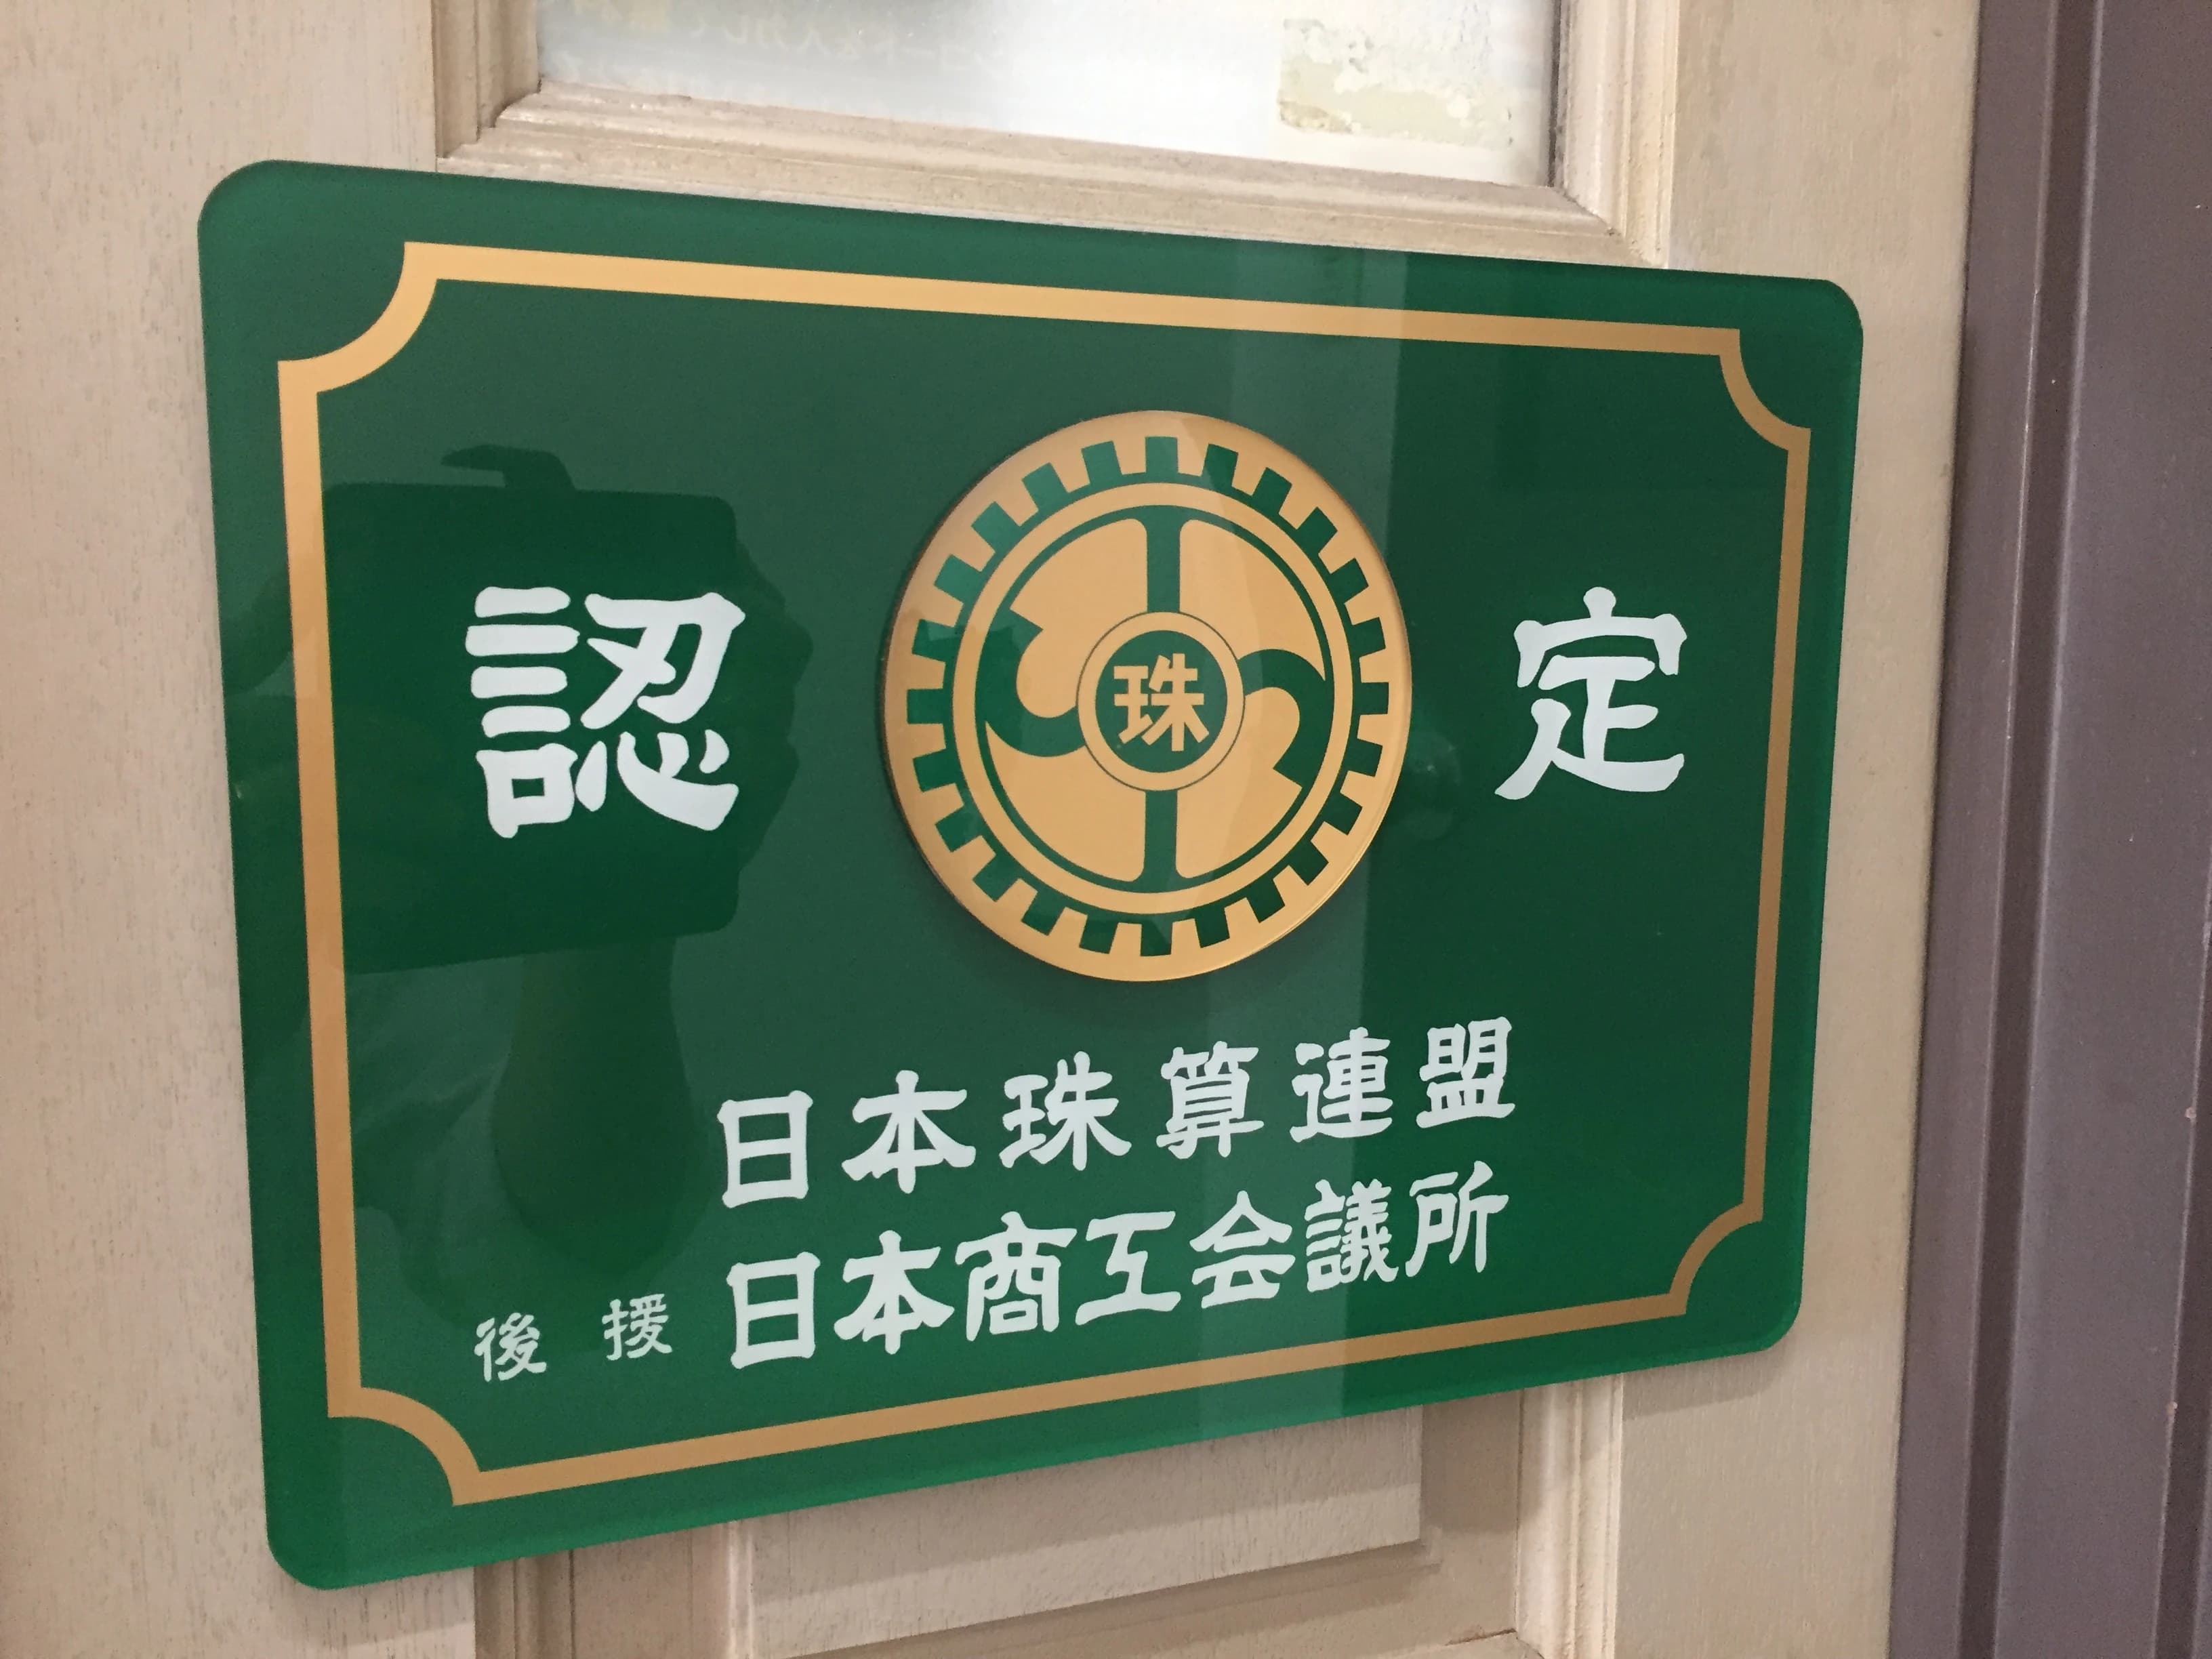 認 珠 定
日本珠算連盟
後援 日本商工会議所